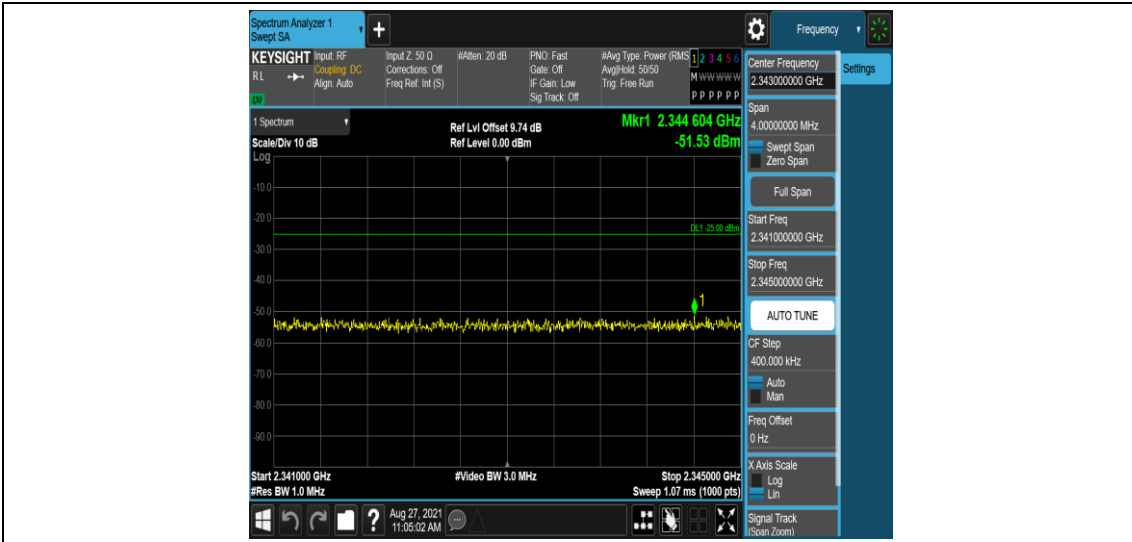 Spectrum Analyzer 1
Swept SA
Frequency
KEYSIGHT
Input: RF
Coupling: DC
Align: Auto
RL
LXI
Input Z: 50 Ω
Corrections: Off
Freq Ref: Int (S)
#Atten: 20 dB
PNO: Fast
Gate: Off
IF Gain: Low
Sig Track: Off
#Avg Type: Power (RMS
Avg|Hold: 50/50
Trig: Free Run
1 2 3 4 5 6
M W W W W W
P P P P P P
1 Spectrum
Scale/Div 10 dB
Ref Lvl Offset 9.74 dB
Ref Level 0.00 dBm
Mkr1 2.344 604 GHz
-51.53 dBm
Log
-10.0
-20.0
DL1 -25.00 dBm
-30.0
-40.0
1
-50.0
-60.0
-70.0
-80.0
-90.0
Start 2.341000 GHz
#Res BW 1.0 MHz
#Video BW 3.0 MHz
Stop 2.345000 GHz
Sweep 1.07 ms (1000 pts)
?
Aug 27, 2021
11:05:02 AM
Center Frequency
2.343000000 GHz
Settings
Span
4.00000000 MHz
Swept Span
Zero Span
Full Span
Start Freq
2.341000000 GHz
Stop Freq
2.345000000 GHz
AUTO TUNE
CF Step
400.000 kHz
Auto
Man
Freq Offset
0 Hz
X Axis Scale
Log
Lin
Signal Track
(Span Zoom)